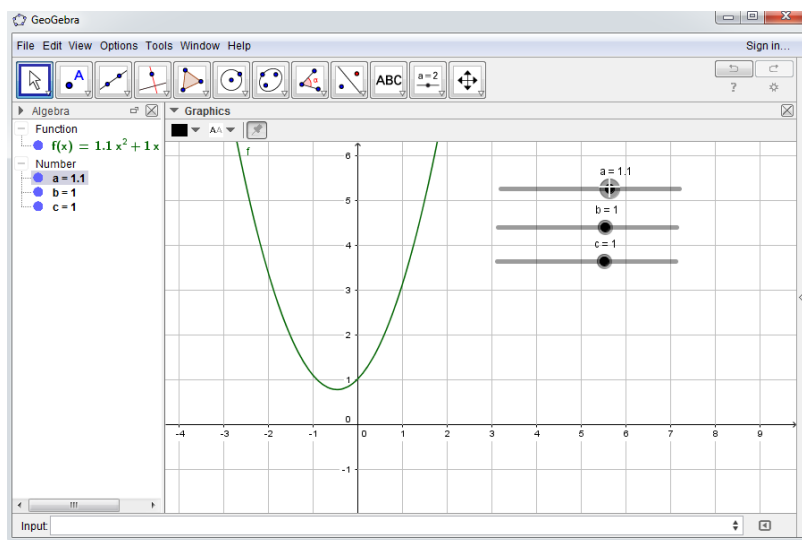 GeoGebra
File Edit View Options Tools Window Help Sign in...
A α ABC a=2 ?
Algebra
Graphics
Function
f(x) = 1.1 x² + 1 x
Number
a = 1.1
b = 1
c = 1
AA
f
a = 1.1
b = 1
c = 1
6
5
4
3
2
1
0
-4 -3 -2 -1 0 1 2 3 4 5 6 7 8 9
-1
Input: